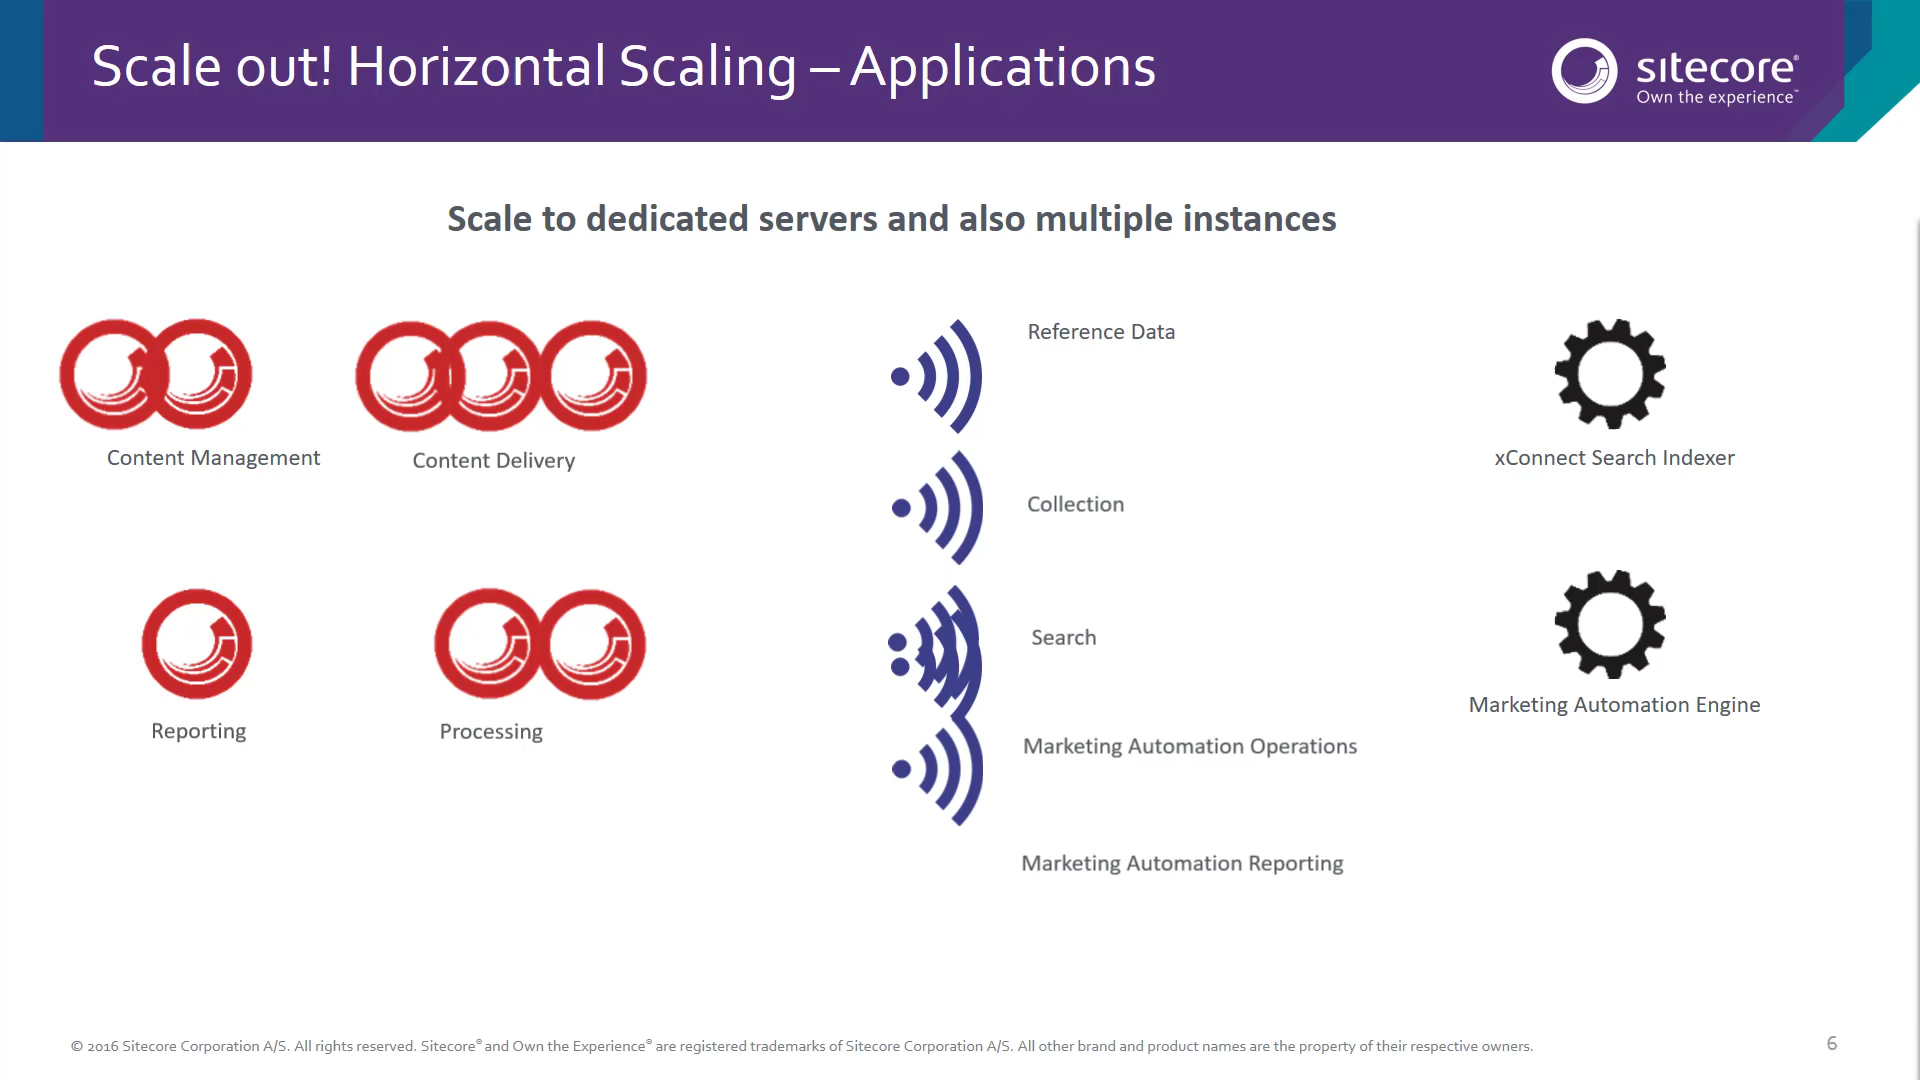 Scale out! Horizontal Scaling – Applications
sitecore®
Own the experience™
Scale to dedicated servers and also multiple instances
Content Management
Content Delivery
Reporting
Processing
Reference Data
Collection
Search
Marketing Automation Operations
Marketing Automation Reporting
xConnect Search Indexer
Marketing Automation Engine
© 2016 Sitecore Corporation A/S. All rights reserved. Sitecore® and Own the Experience® are registered trademarks of Sitecore Corporation A/S. All other brand and product names are the property of their respective owners.
6